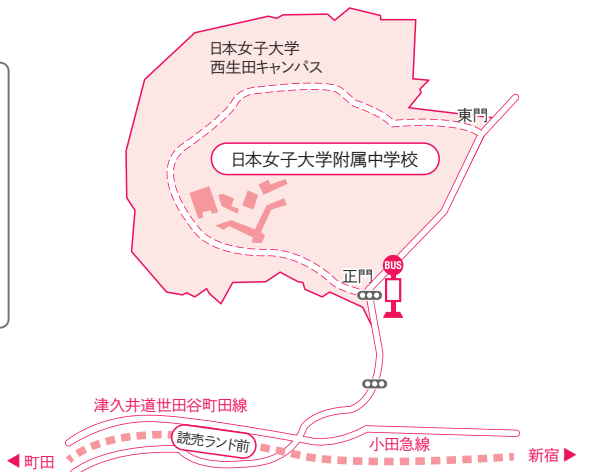 日本女子大学
西生田キャンパス
東門
日本女子大学附属中学校
BUS
正門
津久井道世田谷町田線
読売ランド前
小田急線
町田
新宿